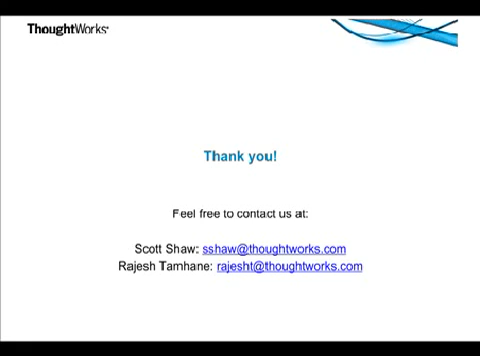 ThoughtWorks®
Thank you!
Feel free to contact us at:
Scott Shaw: sshaw@thoughtworks.com
Rajesh Tamhane: rajesht@thoughtworks.com